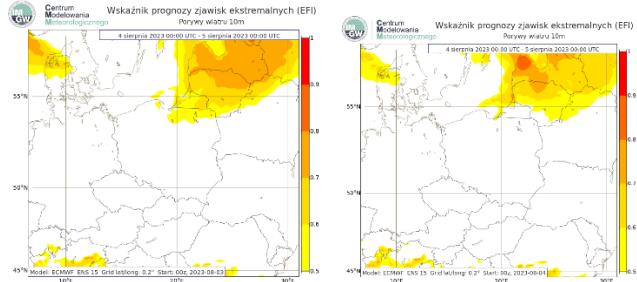 IMGW
Centrum
Modelowania
Meteorologicznego
Wskaźnik prognozy zjawisk ekstremalnych (EFI)
Porywy wiatru 10m
4 sierpnia 2023 00:00 UTC - 5 sierpnia 2023 00:00 UTC
1
0.9
0.8
0.7
0.6
0.5
55°N
50°N
45°N
10°E
20°E
30°E
Model: ECMWF ENS 15 Grid lat/long: 0.2° Start: 00z, 2023-08-03
IMGW
Centrum
Modelowania
Meteorologicznego
Wskaźnik prognozy zjawisk ekstremalnych (EFI)
Porywy wiatru 10m
4 sierpnia 2023 00:00 UTC - 5 sierpnia 2023 00:00 UTC
1
0.9
0.8
0.7
0.6
0.5
55°N
50°N
45°N
10°E
20°E
30°E
Model: ECMWF ENS 15 Grid lat/long: 0.2° Start: 00z, 2023-08-04